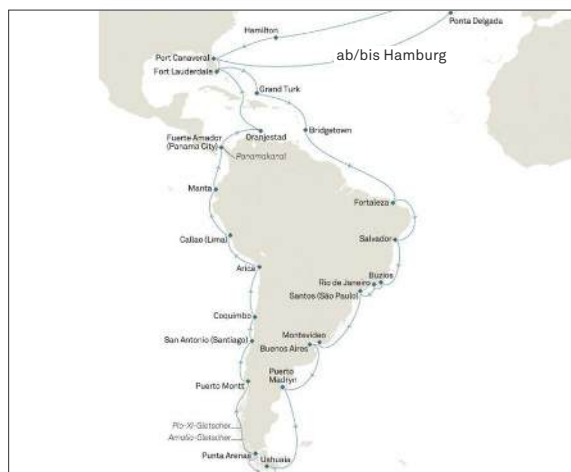 Ponta Delgada
Hamilton
Port Canaveral
ab/bis Hamburg
Fort Lauderdale
Grand Turk
Bridgetown
Oranjestad
Fuerte Amador
(Panama City)
Panamakanal
Manta
Fortaleza
Callao (Lima)
Salvador
Arica
Buzios
Rio de Janeiro
Santos (São Paulo)
Coquimbo
San Antonio (Santiago)
Montevideo
Buenos Aires
Puerto
Madryn
Puerto Montt
Pio-XI-Gletscher
Amalia-Gletscher
Punta Arenas
Ushuaia